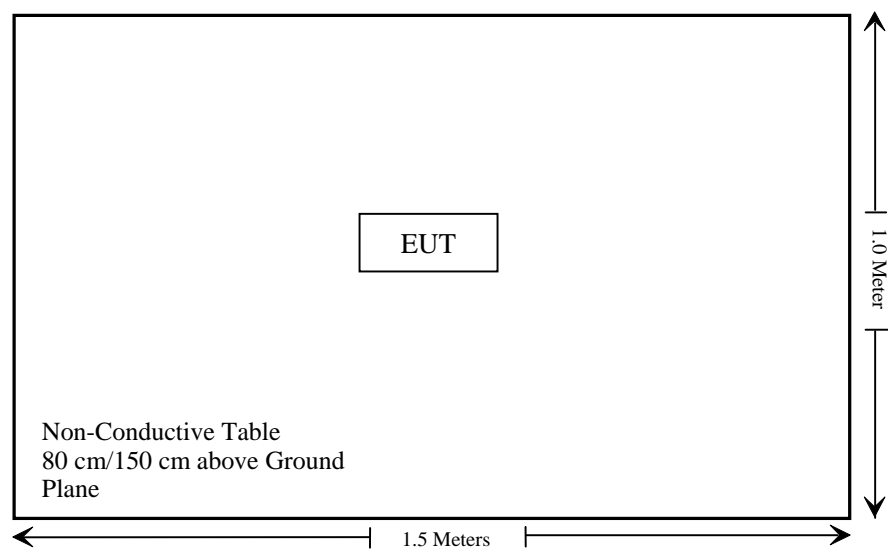 EUT
1.0 Meter
Non-Conductive Table
80 cm/150 cm above Ground
Plane
1.5 Meters